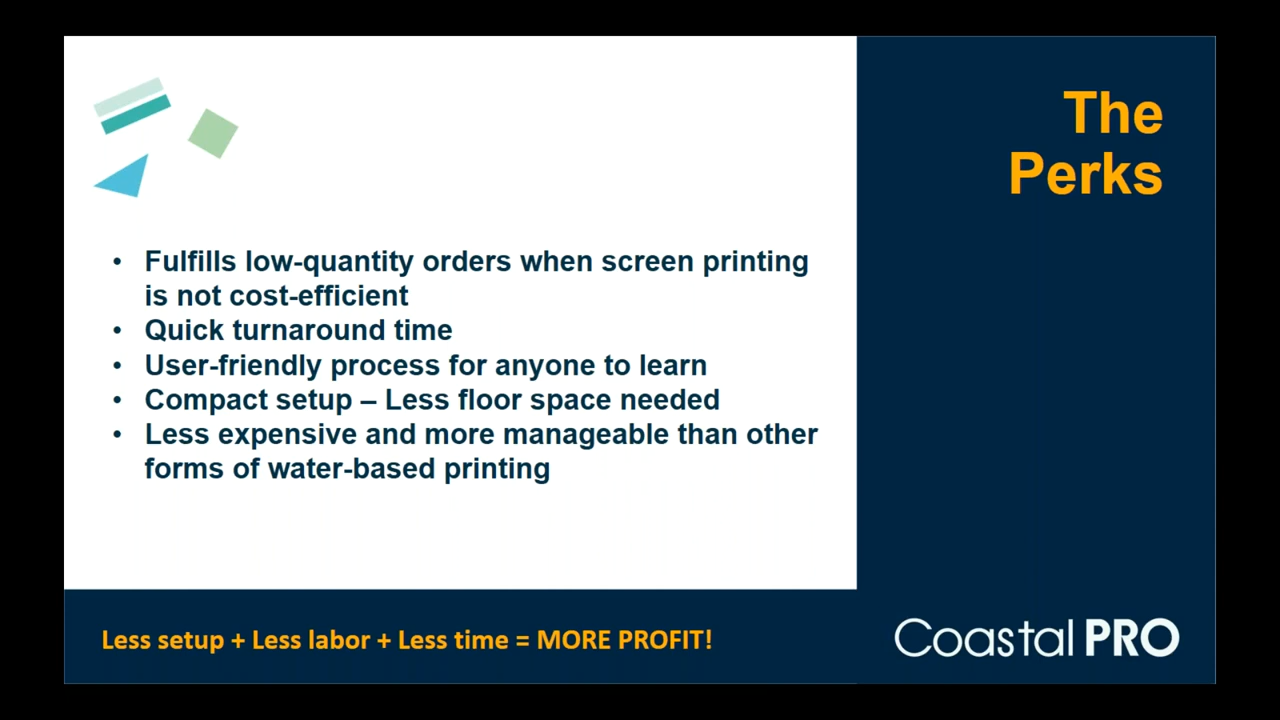 The
Perks
• Fulfills low-quantity orders when screen printing
is not cost-efficient
• Quick turnaround time
• User-friendly process for anyone to learn
• Compact setup – Less floor space needed
• Less expensive and more manageable than other
forms of water-based printing
Less setup + Less labor + Less time = MORE PROFIT!
Coastal PRO